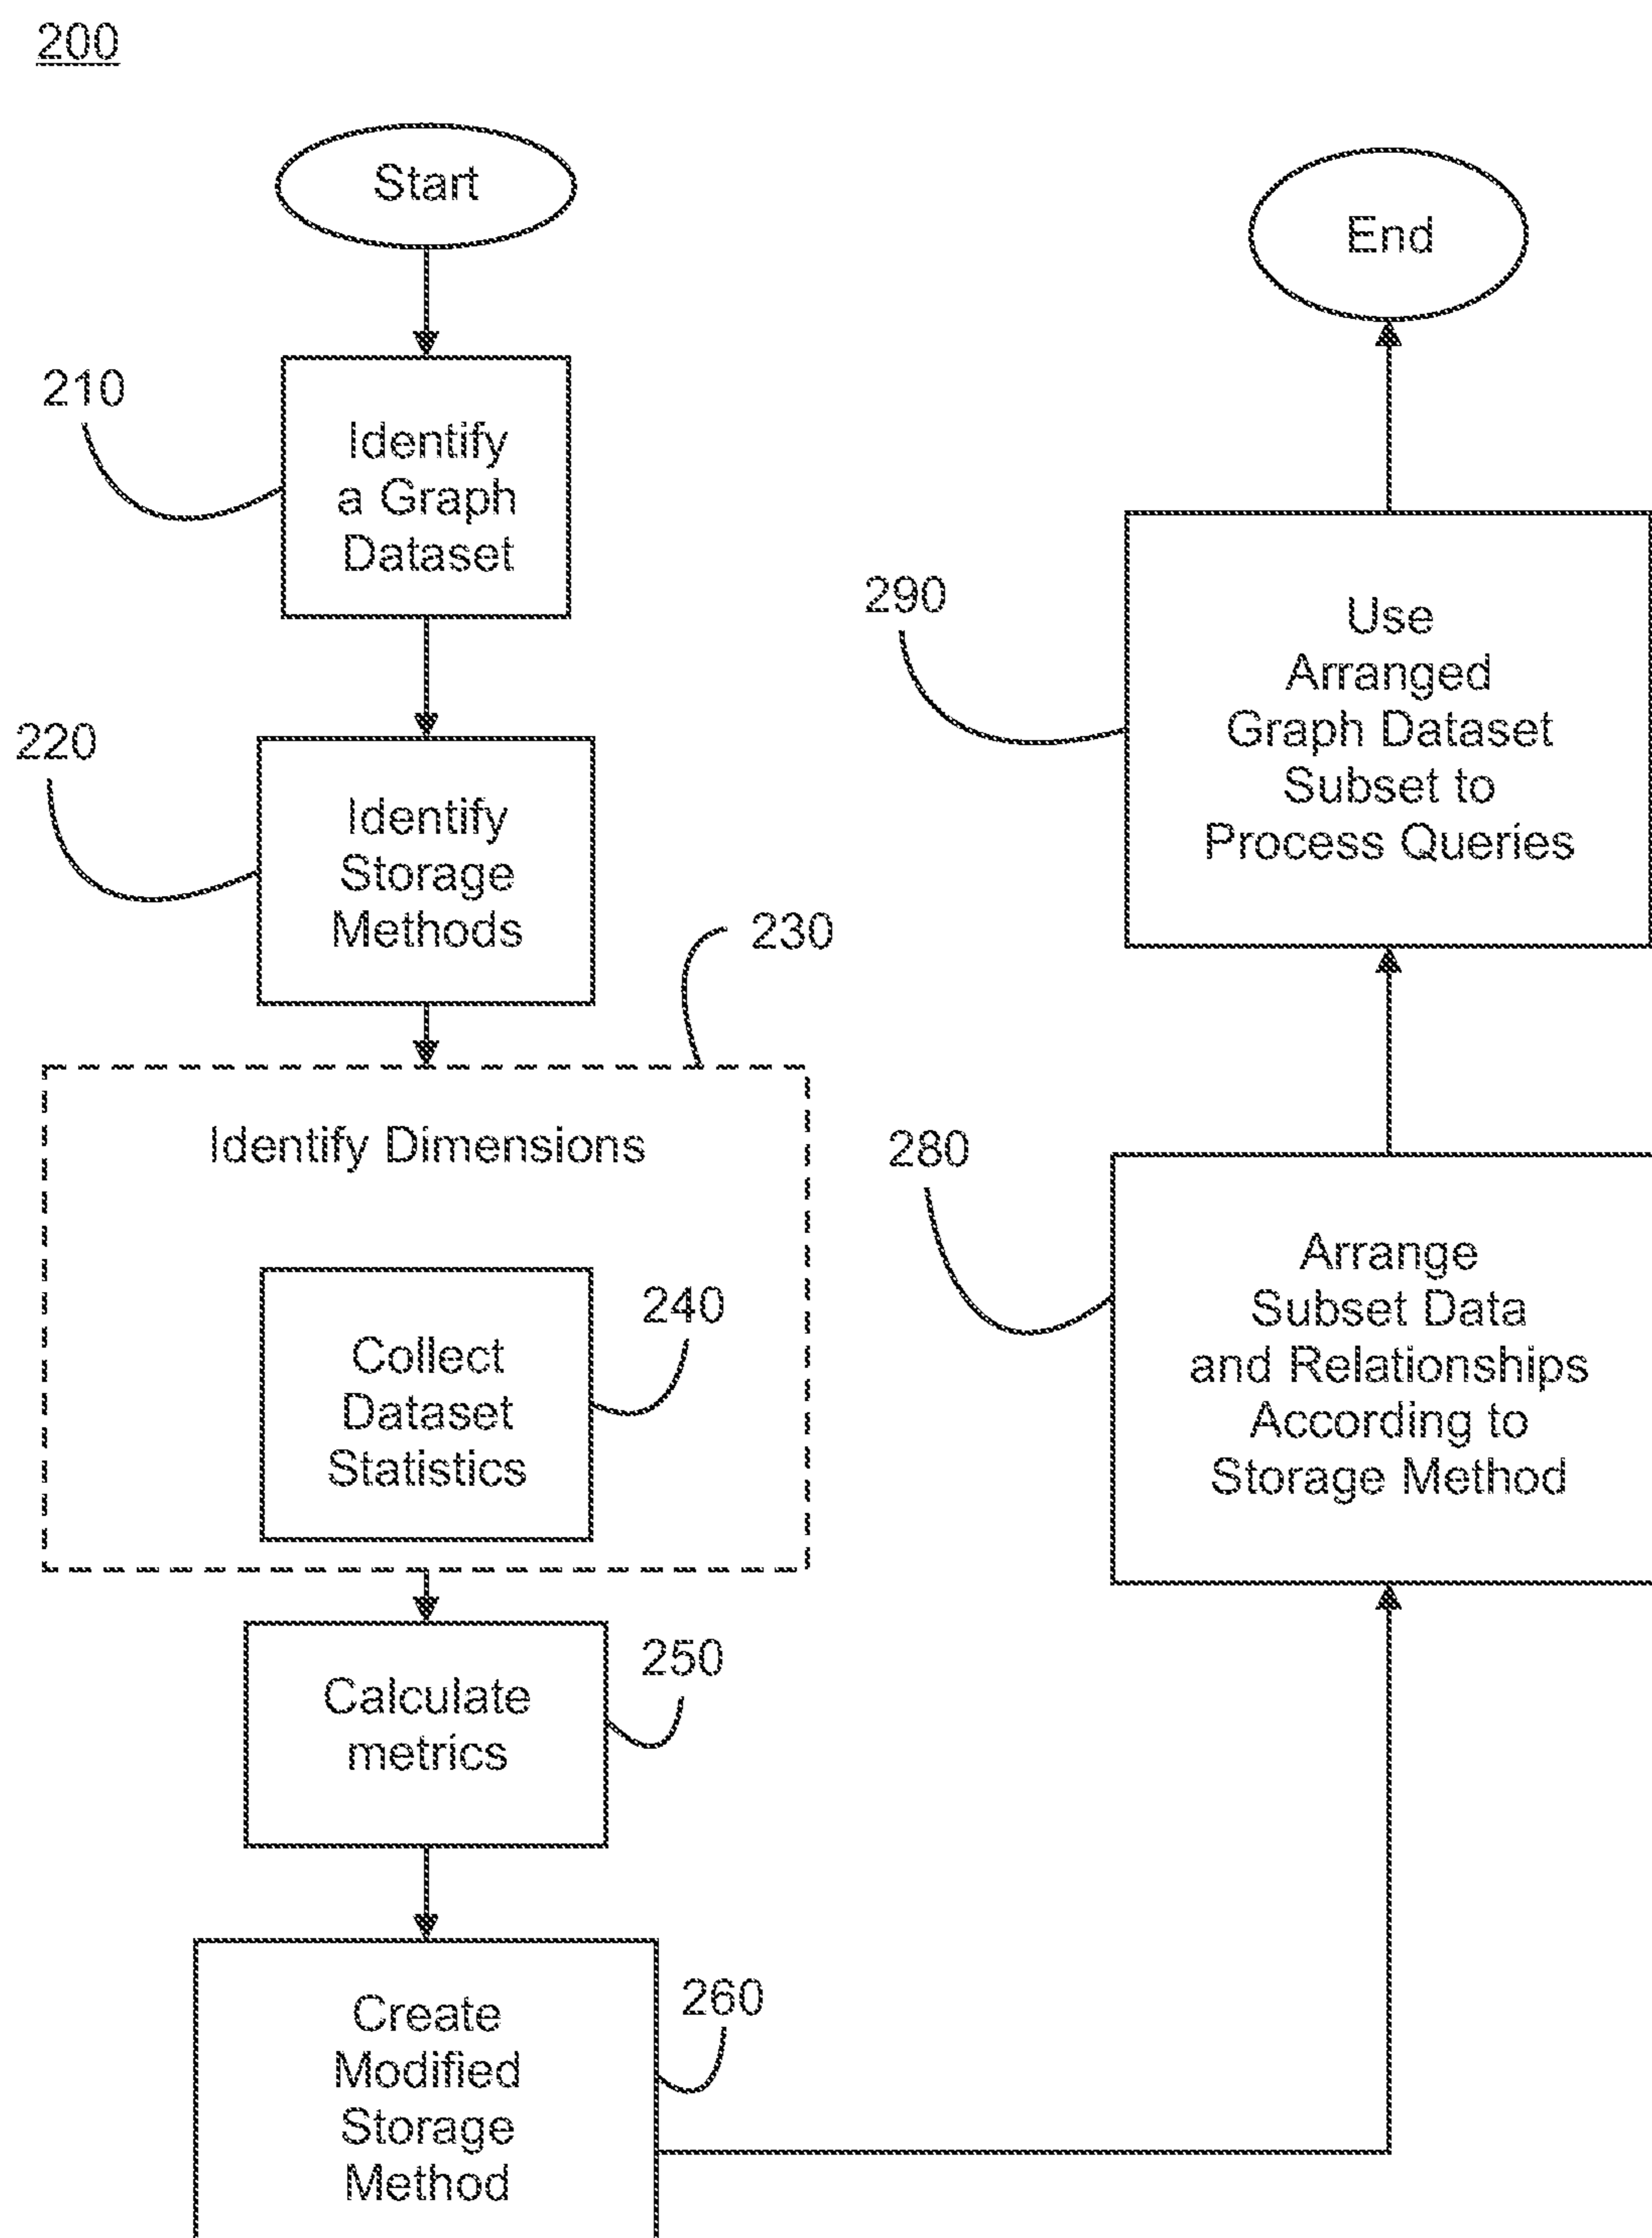 200
Start
210
Identify
a Graph
Dataset
220
Identify
Storage
Methods
230
Identify Dimensions
240
Collect
Dataset
Statistics
250
Calculate
metrics
260
Create
Modified
Storage
Method
280
Arrange
Subset Data
and Relationships
According to
Storage Method
290
Use
Arranged
Graph Dataset
Subset to
Process Queries
End